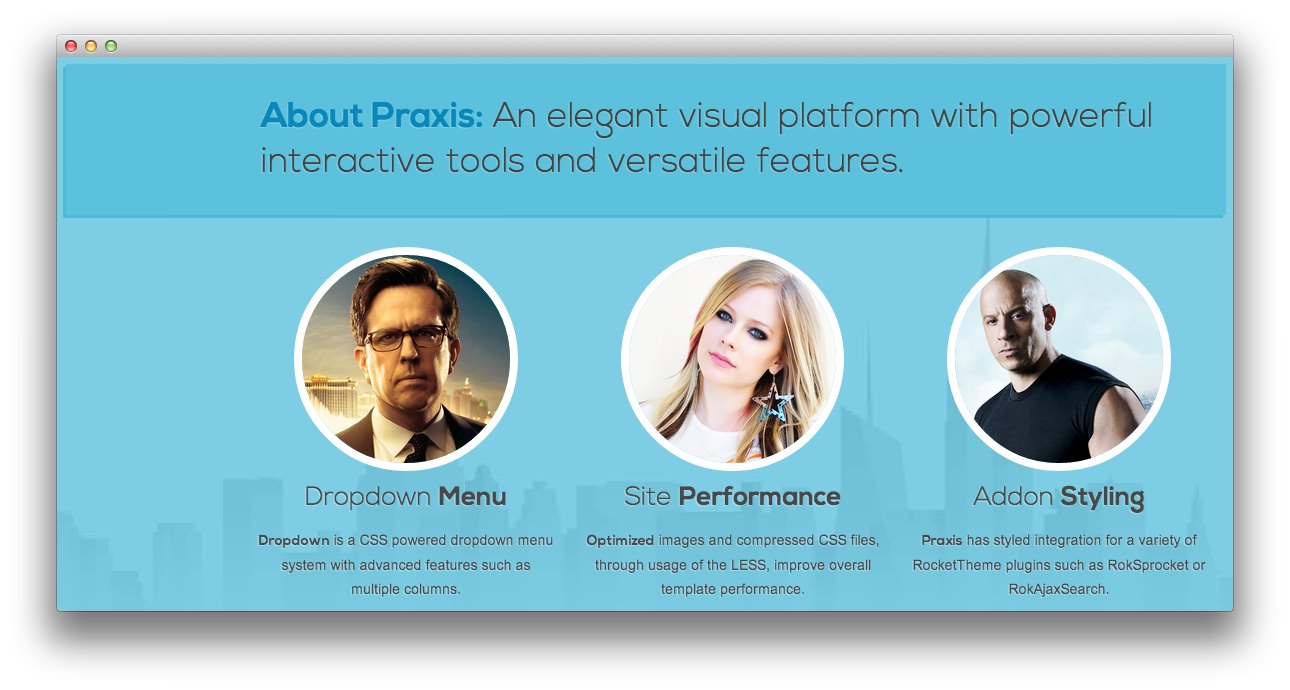 About Praxis: An elegant visual platform with powerful
interactive tools and versatile features.
Dropdown Menu
Dropdown is a CSS powered dropdown menu
system with advanced features such as
multiple columns.
Site Performance
Optimized images and compressed CSS files,
through usage of the LESS, improve overall
template performance.
Addon Styling
Praxis has styled integration for a variety of
RocketTheme plugins such as RokSprocket or
RokAjaxSearch.